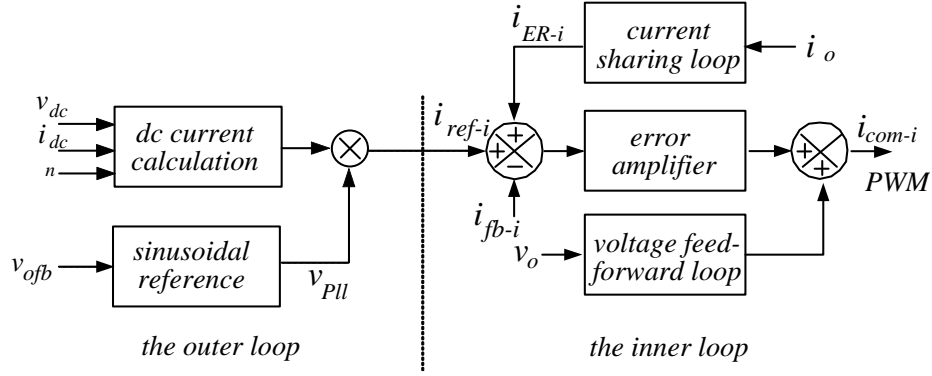 v_dc
i_dc
n
dc current
calculation
×
v_ofb
sinusoidal
reference
v_Pll
the outer loop
i_ER-i
current
sharing loop
i_o
i_ref-i
+
+
−
i_fb-i
error
amplifier
v_o
voltage feed-
forward loop
+
+
i_com-i
PWM
the inner loop